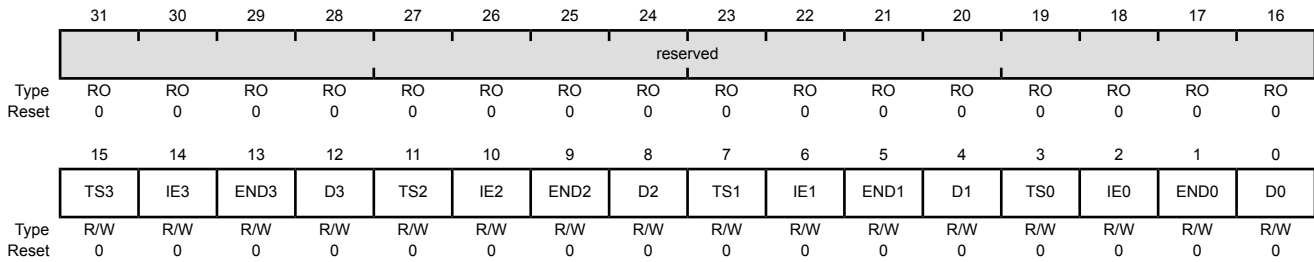 31 30 29 28 27 26 25 24 23 22 21 20 19 18 17 16
reserved
Type RO RO RO RO RO RO RO RO RO RO RO RO RO RO RO RO
Reset 0 0 0 0 0 0 0 0 0 0 0 0 0 0 0 0
15 14 13 12 11 10 9 8 7 6 5 4 3 2 1 0
TS3 IE3 END3 D3 TS2 IE2 END2 D2 TS1 IE1 END1 D1 TS0 IE0 END0 D0
Type R/W R/W R/W R/W R/W R/W R/W R/W R/W R/W R/W R/W R/W R/W R/W R/W
Reset 0 0 0 0 0 0 0 0 0 0 0 0 0 0 0 0